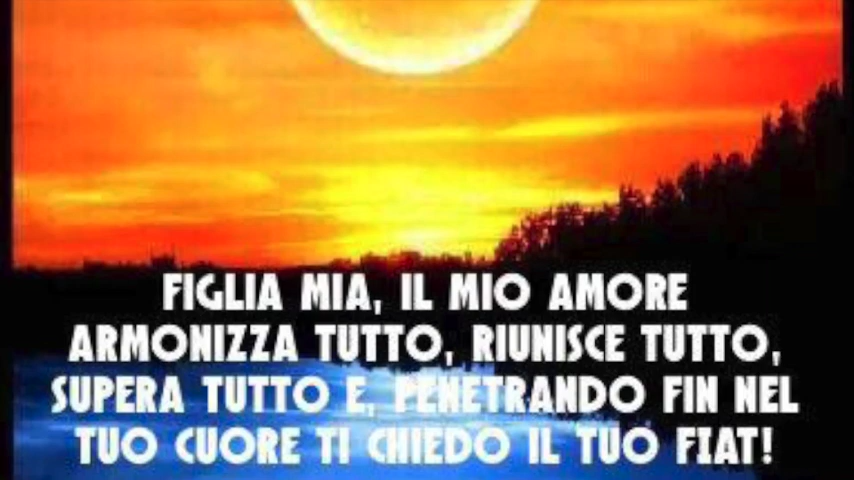 FIGLIA MIA, IL MIO AMORE
ARMONIZZA TUTTO, RIUNISCE TUTTO,
SUPERA TUTTO E, PENETRANDO FIN NEL
TUO CUORE TI CHIEDO IL TUO FIAT!